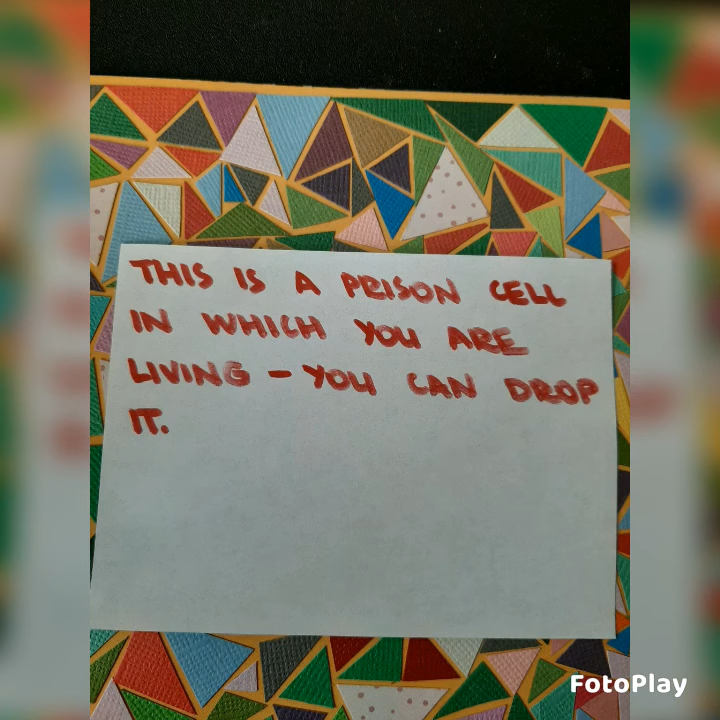 THIS IS A PRISON CELL
IN WHICH YOU ARE
LIVING - YOU CAN DROP
IT.
FotoPlay